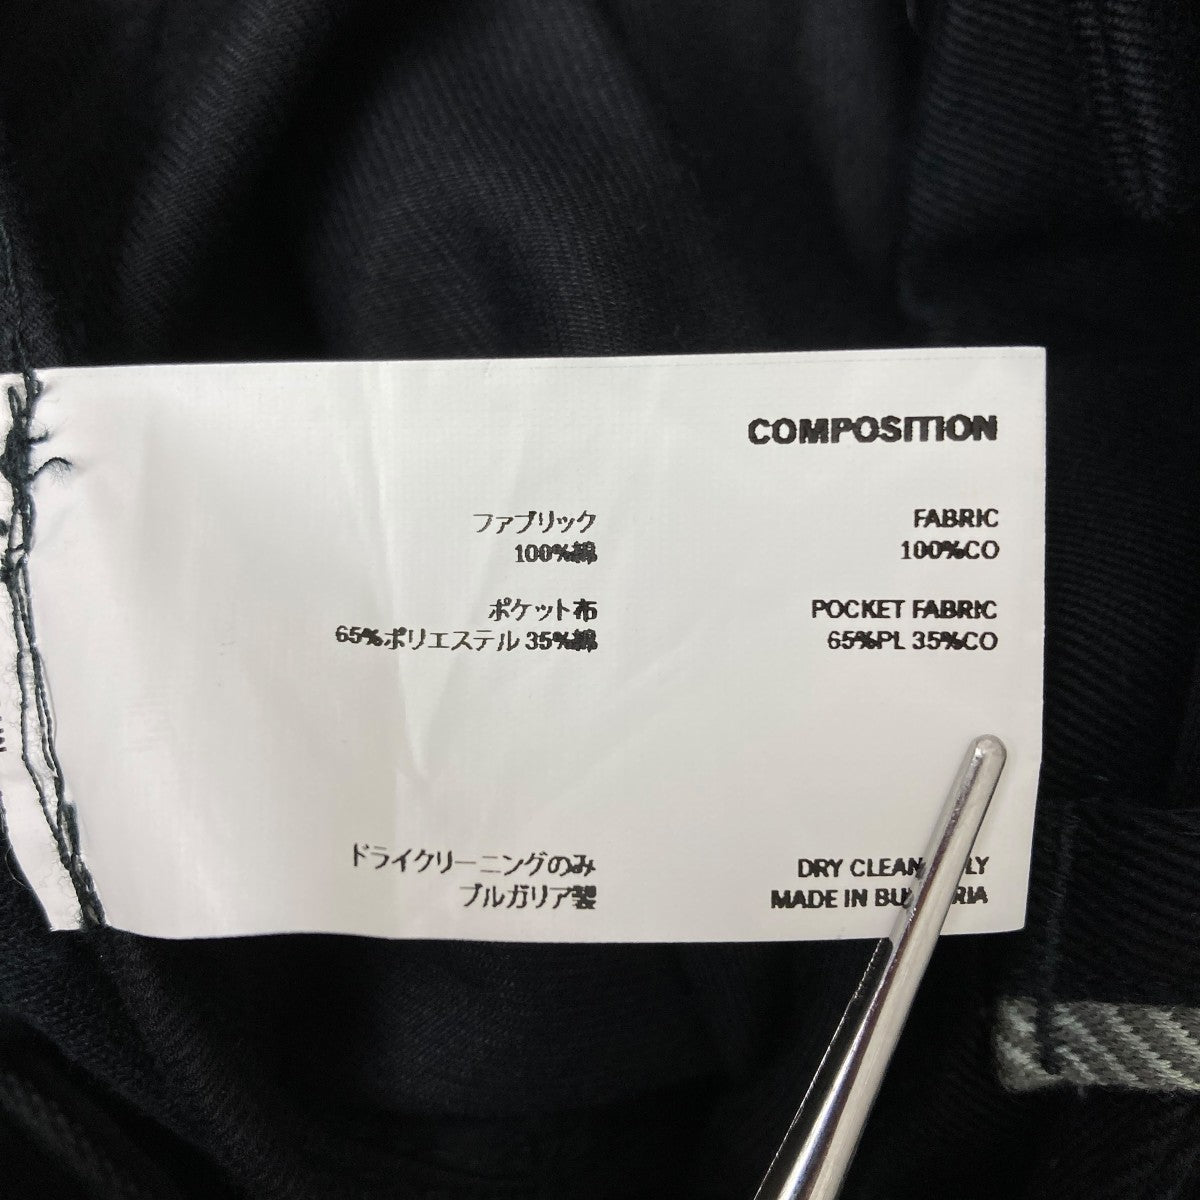 COMPOSITION
ファブリック
100%綿
ポケット布
65%ポリエステル 35%綿
ドライクリーニングのみ
ブルガリア製
FABRIC
100%CO
POCKET FABRIC
65%PL 35%CO
DRY CLEAN
MADE IN